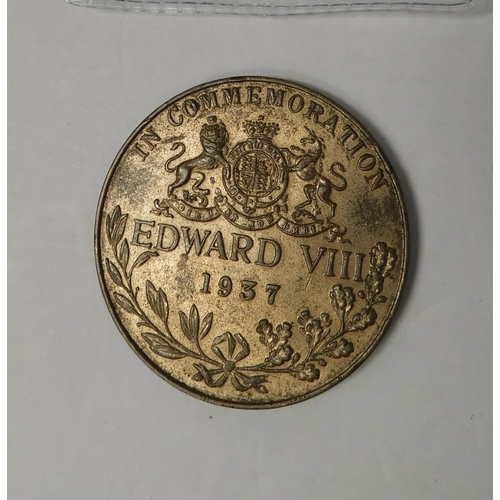 IN COMMEMORATION
EDWARD VIII
1937